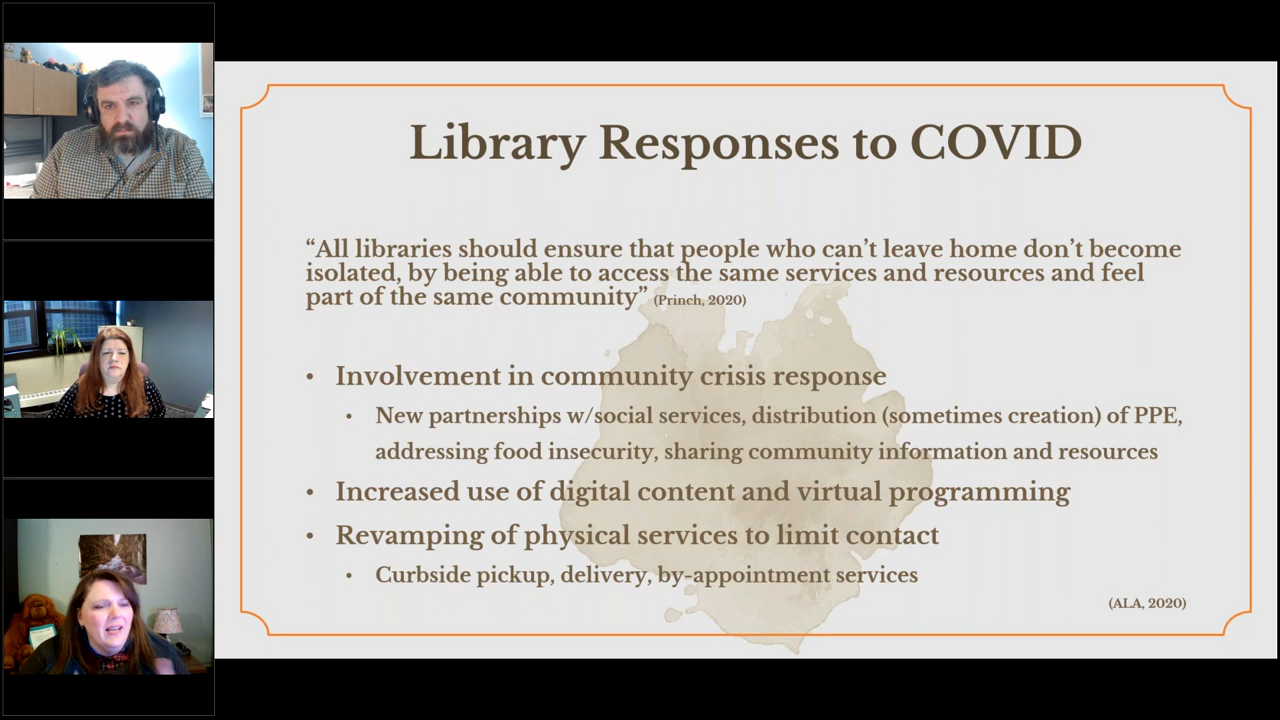 Library Responses to COVID
“All libraries should ensure that people who can’t leave home don’t become
isolated, by being able to access the same services and resources and feel
part of the same community” (Princh, 2020)
• Involvement in community crisis response
• New partnerships w/social services, distribution (sometimes creation) of PPE,
addressing food insecurity, sharing community information and resources
• Increased use of digital content and virtual programming
• Revamping of physical services to limit contact
• Curbside pickup, delivery, by-appointment services
(ALA, 2020)